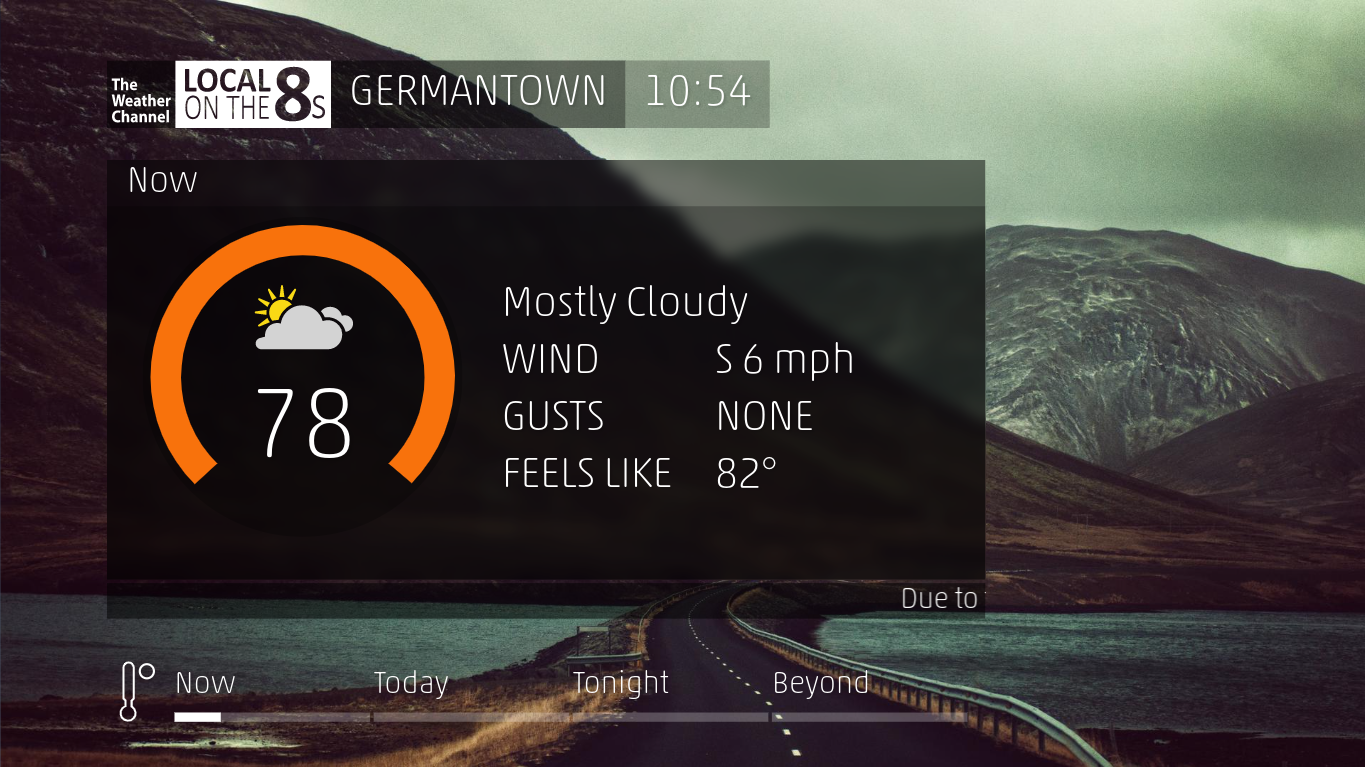 The Weather Channel
LOCAL ON THE 8s
GERMANTOWN
10:54
Now
78
Mostly Cloudy
WIND S 6 mph
GUSTS NONE
FEELS LIKE 82°
Due to
Now Today Tonight Beyond